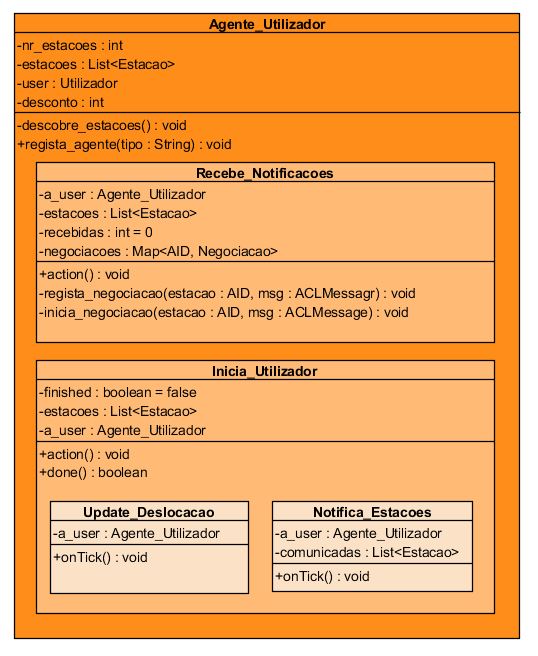 Agente_Utilizador
-nr_estacoes : int
-estacoes : List<Estacao>
-user : Utilizador
-desconto : int
-descobre_estacoes() : void
+regista_agente(tipo : String) : void
Recebe_Notificacoes
-a_user : Agente_Utilizador
-estacoes : List<Estacao>
-recebidas : int = 0
-negociacoes : Map<AID, Negociacao>
+action() : void
-regista_negociacao(estacao : AID, msg : ACLMessagr) : void
-inicia_negociacao(estacao : AID, msg : ACLMessage) : void
Inicia_Utilizador
-finished : boolean = false
-estacoes : List<Estacao>
-a_user : Agente_Utilizador
+action() : void
+done() : boolean
Update_Deslocacao
-a_user : Agente_Utilizador
+onTick() : void
Notifica_Estacoes
-a_user : Agente_Utilizador
-comunicadas : List<Estacao>
+onTick() : void